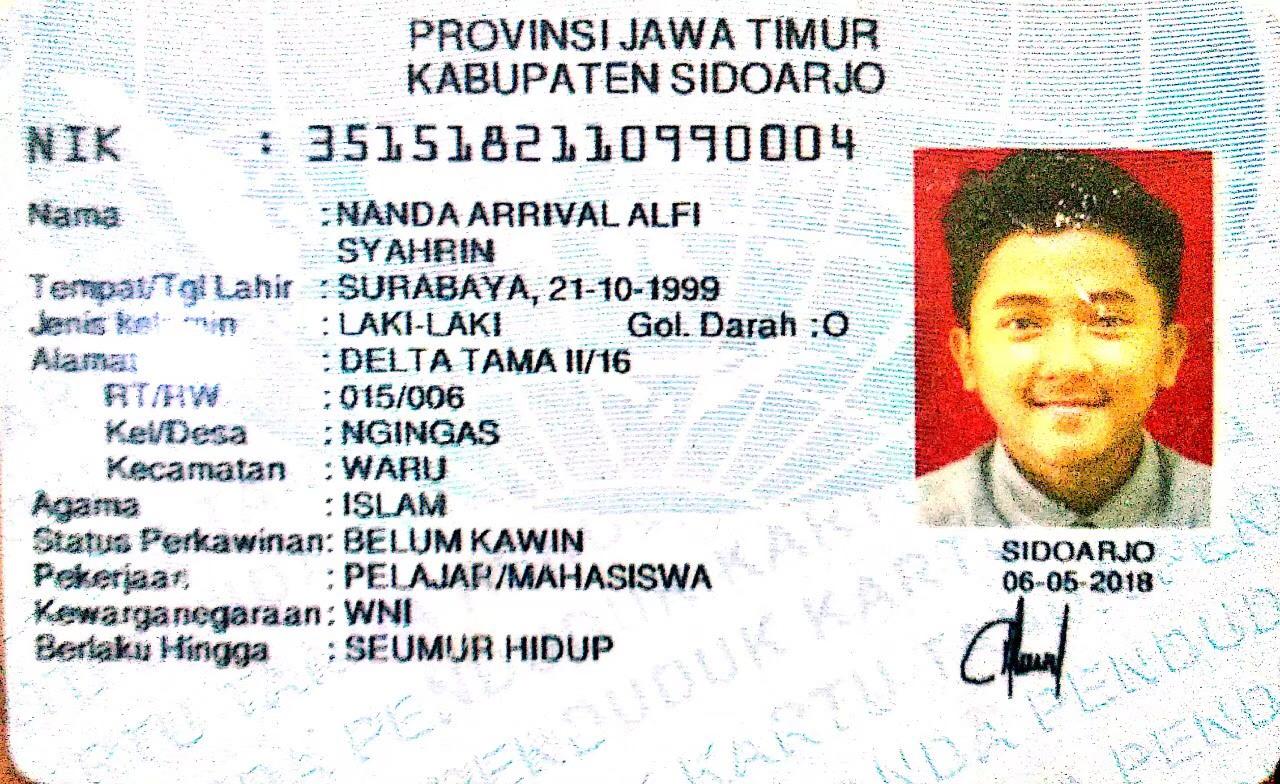 PROVINSI JAWA TIMUR
KABUPATEN SIDOARJO
NIK : 3515182110990004
Nama : NANDA ARRIVAL ALFI
SYAHRIN
Tempat/Tgl Lahir : SURABAYA, 21-10-1999
Jenis Kelamin : LAKI-LAKI Gol. Darah : O
Alamat : DELTA TAMA II/16
RT/RW : 015/006
Kel/Desa : NGINGAS
Kecamatan : WARU
Agama : ISLAM
Status Perkawinan: BELUM KAWIN
Pekerjaan : PELAJAR/MAHASISWA
Kewarganegaraan: WNI
Berlaku Hingga : SEUMUR HIDUP
SIDOARJO
06-05-2018